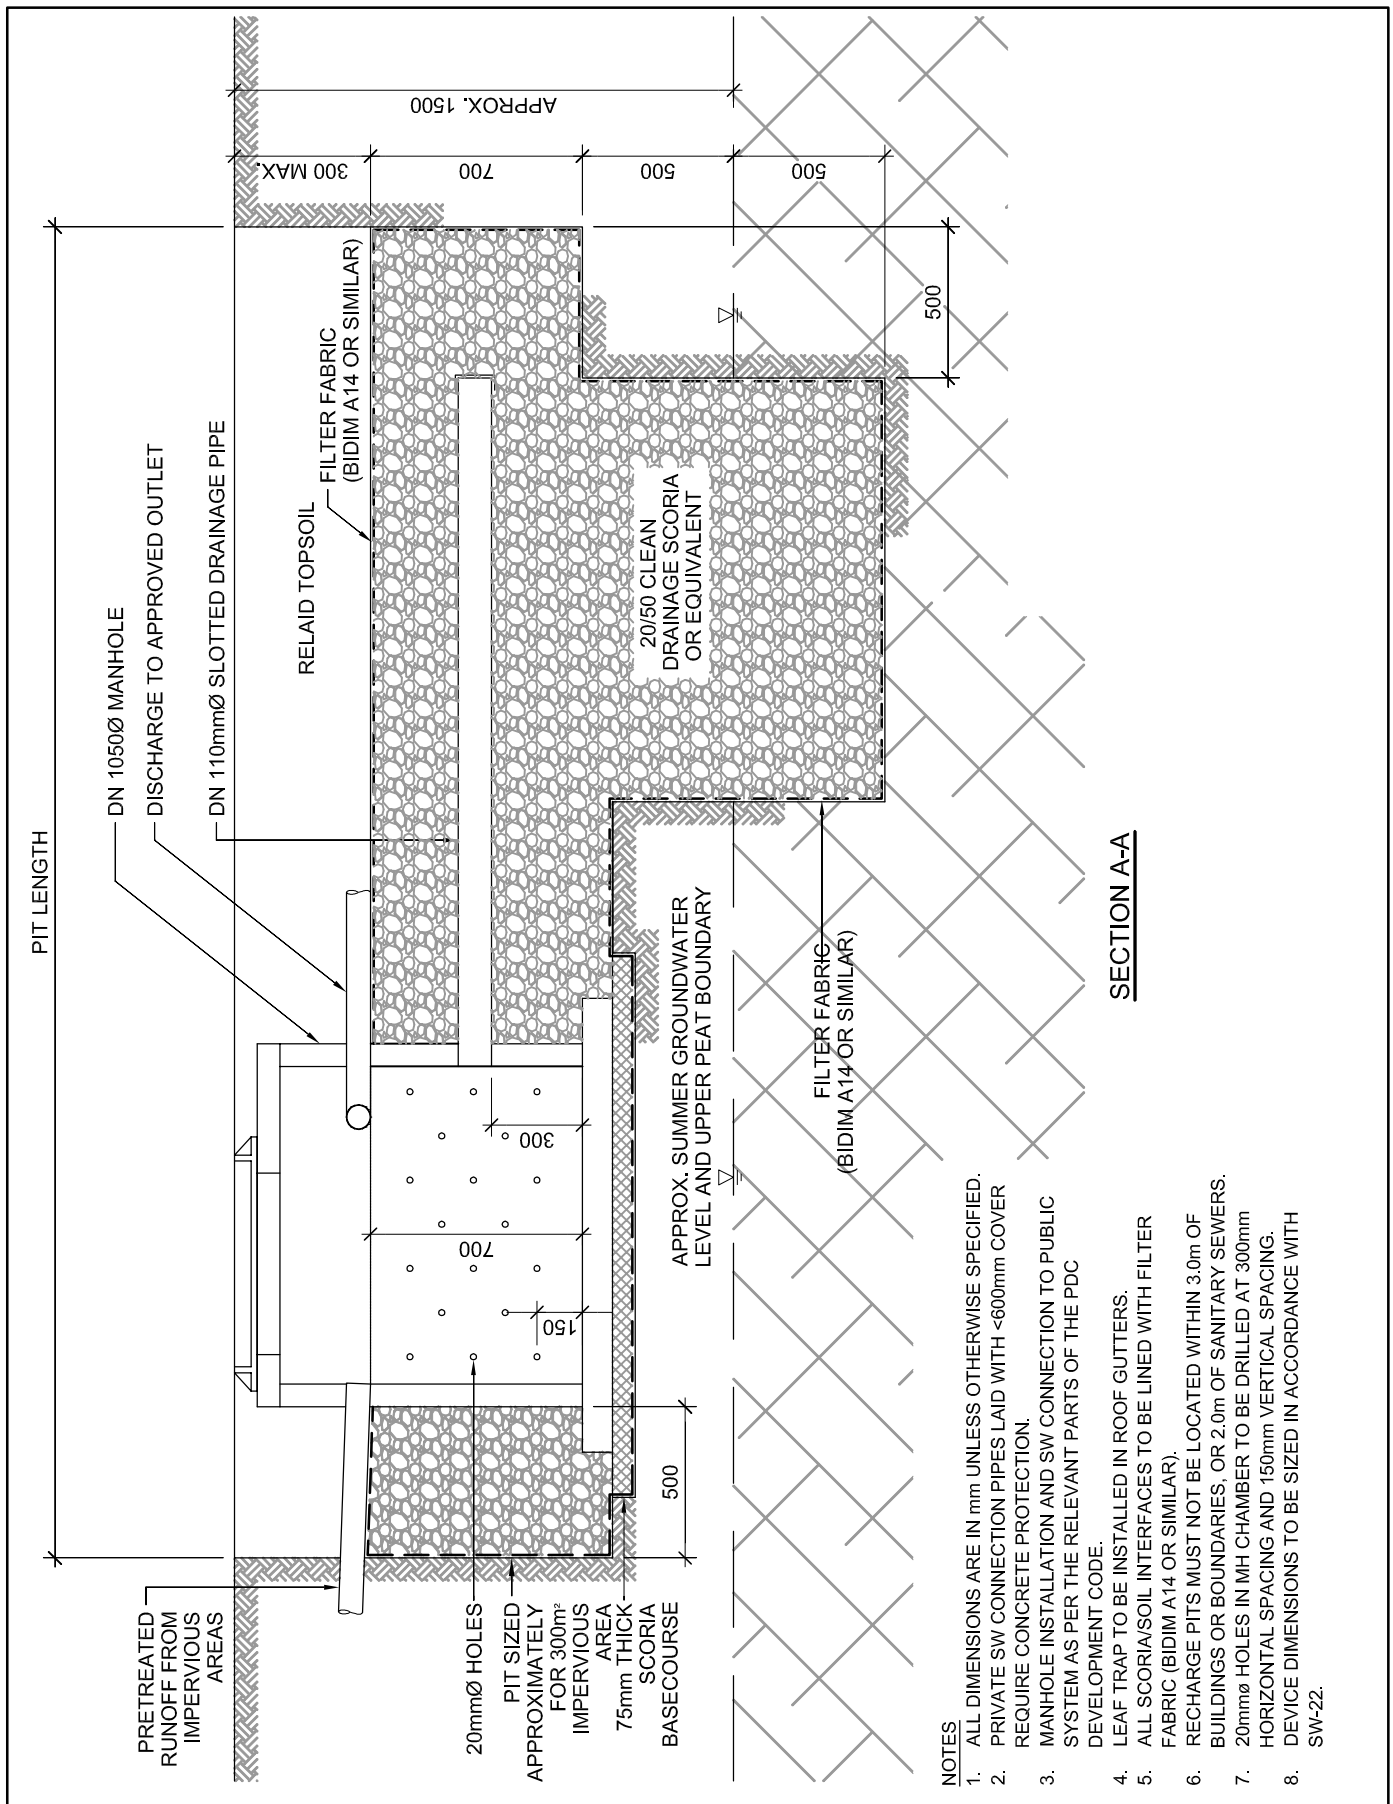 PIT LENGTH
DN 1050Ø MANHOLE
DISCHARGE TO APPROVED OUTLET
DN 110mmØ SLOTTED DRAINAGE PIPE
RELAID TOPSOIL
FILTER FABRIC
(BIDIM A14 OR SIMILAR)
300 MAX.
700
500
500
APPROX. 1500
500
20/50 CLEAN
DRAINAGE SCORIA
OR EQUIVALENT
PRETREATED
RUNOFF FROM
IMPERVIOUS
AREAS
20mmØ HOLES
PIT SIZED
APPROXIMATELY
FOR 300m²
IMPERVIOUS
AREA
75mm THICK
SCORIA
BASECOURSE
500
150
700
300
APPROX. SUMMER GROUNDWATER
LEVEL AND UPPER PEAT BOUNDARY
FILTER FABRIC
(BIDIM A14 OR SIMILAR)
SECTION A-A
NOTES
1. ALL DIMENSIONS ARE IN mm UNLESS OTHERWISE SPECIFIED.
2. PRIVATE SW CONNECTION PIPES LAID WITH <600mm COVER
REQUIRE CONCRETE PROTECTION.
3. MANHOLE INSTALLATION AND SW CONNECTION TO PUBLIC
SYSTEM AS PER THE RELEVANT PARTS OF THE PDC
DEVELOPMENT CODE.
4. LEAF TRAP TO BE INSTALLED IN ROOF GUTTERS.
5. ALL SCORIA/SOIL INTERFACES TO BE LINED WITH FILTER
FABRIC (BIDIM A14 OR SIMILAR).
6. RECHARGE PITS MUST NOT BE LOCATED WITHIN 3.0m OF
BUILDINGS OR BOUNDARIES, OR 2.0m OF SANITARY SEWERS.
7. 20mmø HOLES IN MH CHAMBER TO BE DRILLED AT 300mm
HORIZONTAL SPACING AND 150mm VERTICAL SPACING.
8. DEVICE DIMENSIONS TO BE SIZED IN ACCORDANCE WITH
SW-22.